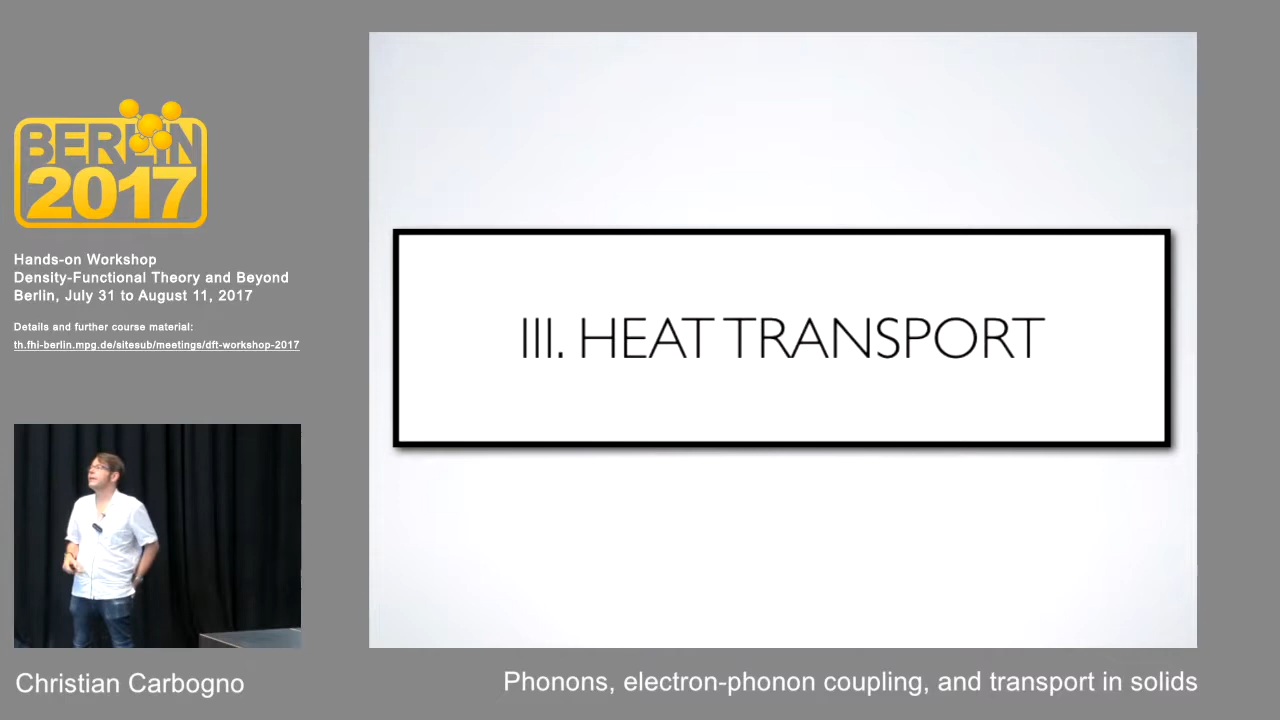 BERLIN
2017
Hands-on Workshop
Density-Functional Theory and Beyond
Berlin, July 31 to August 11, 2017
Details and further course material:
th.fhi-berlin.mpg.de/sitesub/meetings/dft-workshop-2017
III. HEAT TRANSPORT
Christian Carbogno
Phonons, electron-phonon coupling, and transport in solids